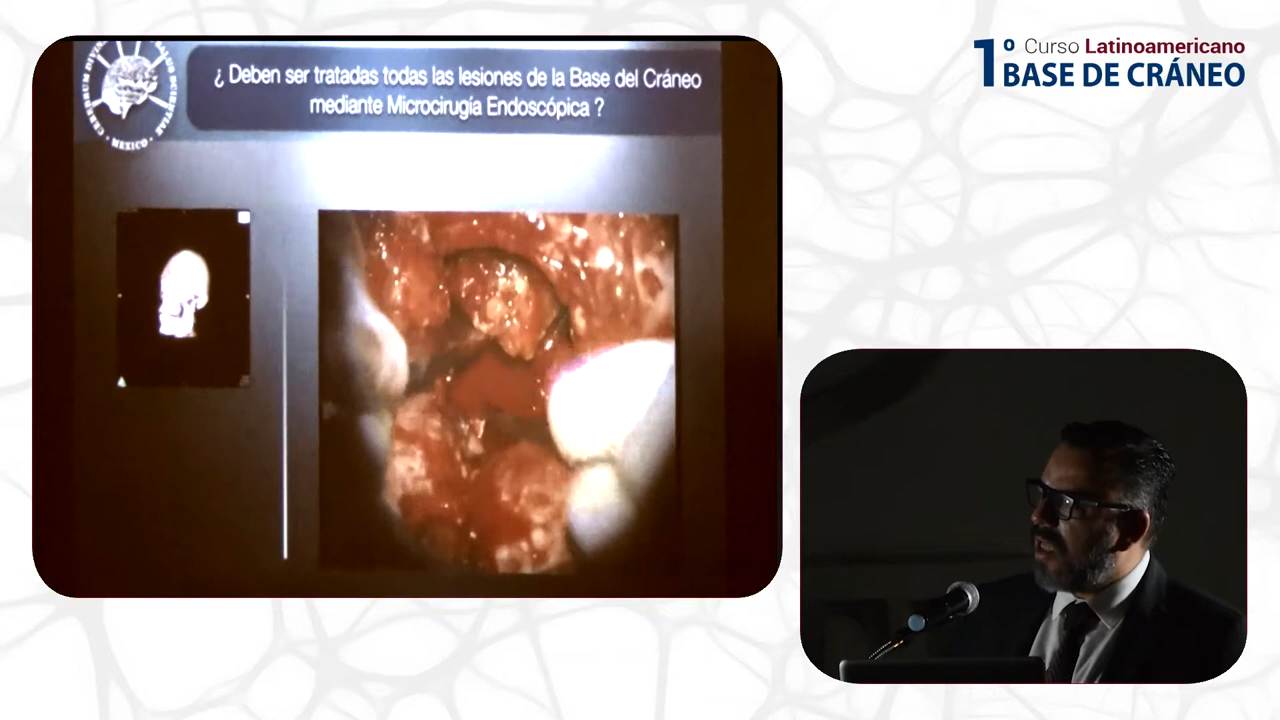 ¿ Deben ser tratadas todas las lesiones de la Base del Cráneo
mediante Microcirugía Endoscópica ?
MEXICO
1º Curso Latinoamericano
BASE DE CRÁNEO